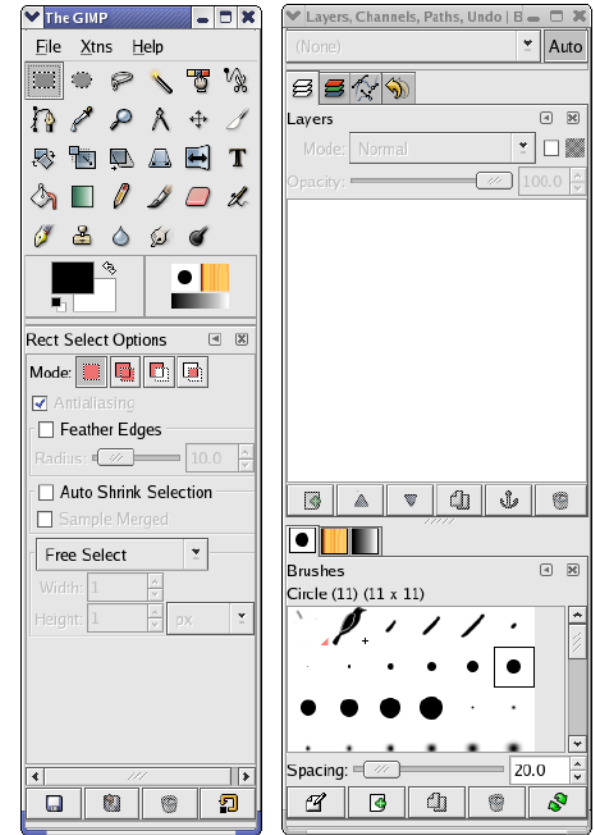 The GIMP
File Xtns Help
Rect Select Options
Mode:
Antialiasing
Feather Edges
Radius: 10.0
Auto Shrink Selection
Sample Merged
Free Select
Width: 1
Height: 1 px
Layers, Channels, Paths, Undo | B
(None) Auto
Layers
Mode: Normal
Opacity: 100.0
Brushes
Circle (11) (11 x 11)
Spacing: 20.0